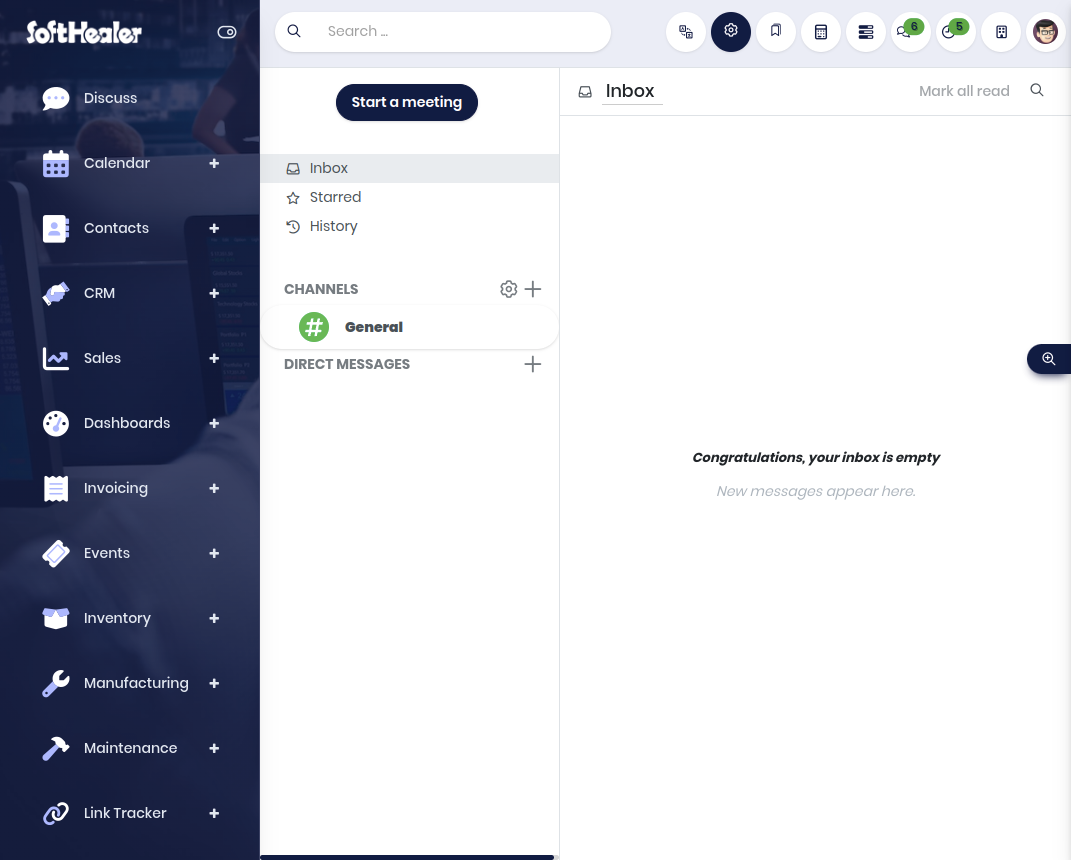 SoftHealer
Search ...
6
5
Discuss
Calendar
Contacts
CRM
Sales
Dashboards
Invoicing
Events
Inventory
Manufacturing
Maintenance
Link Tracker
Start a meeting
Inbox
Starred
History
CHANNELS
General
DIRECT MESSAGES
Inbox
Mark all read
Congratulations, your inbox is empty
New messages appear here.